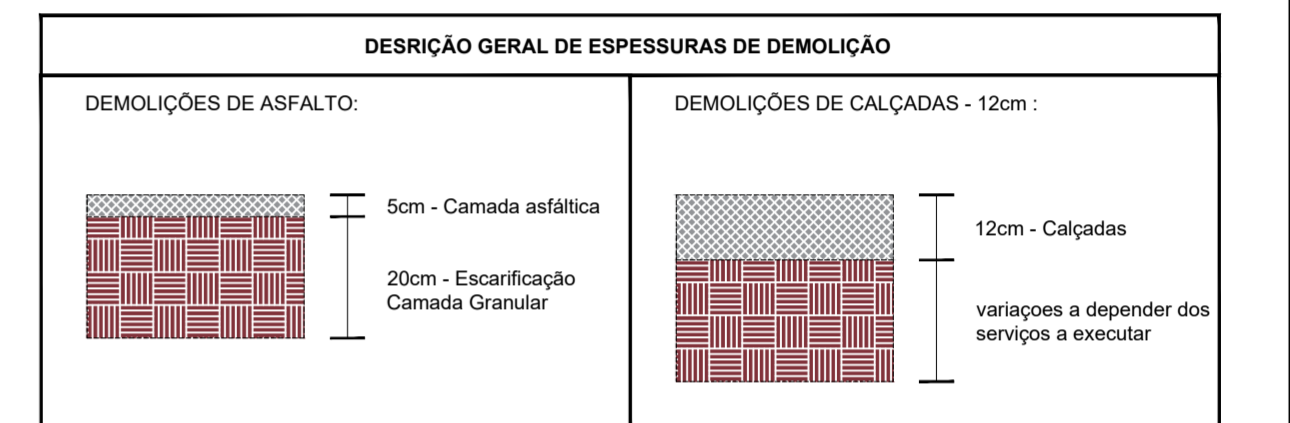 DESRIÇÃO GERAL DE ESPESSURAS DE DEMOLIÇÃO
DEMOLIÇÕES DE ASFALTO:
5cm - Camada asfáltica
20cm - Escarificação
Camada Granular
DEMOLIÇÕES DE CALÇADAS - 12cm :
12cm - Calçadas
variaçoes a depender dos
serviços a executar